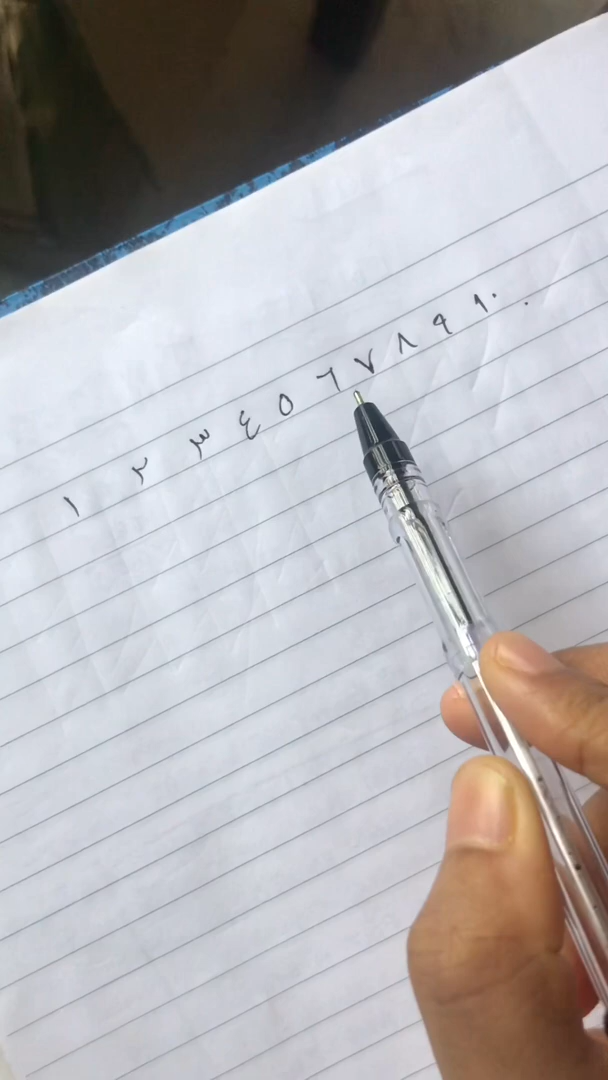 ١ ٢ ٣ ٤ ٥ ٦ ٧ ٨ ٩ ١٠